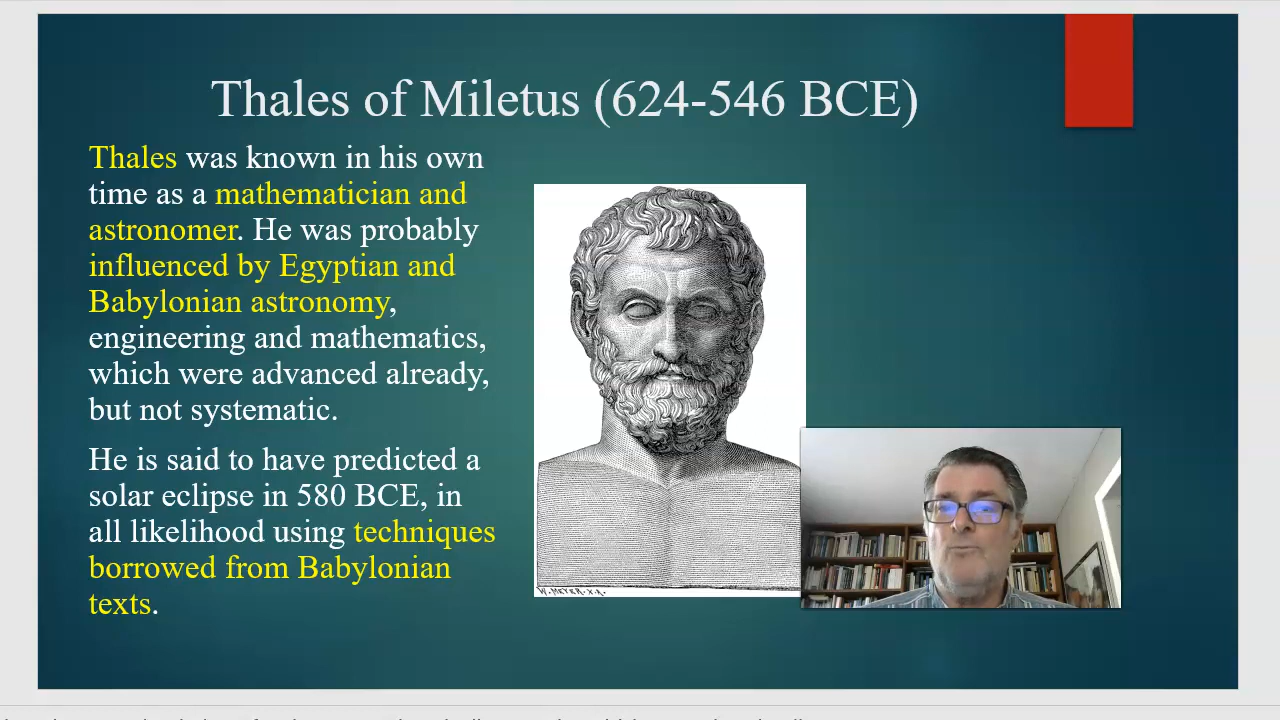 Thales of Miletus (624-546 BCE)
Thales was known in his own
time as a mathematician and
astronomer. He was probably
influenced by Egyptian and
Babylonian astronomy,
engineering and mathematics,
which were advanced already,
but not systematic.
He is said to have predicted a
solar eclipse in 580 BCE, in
all likelihood using techniques
borrowed from Babylonian
texts.
W. MEYER. X.A.